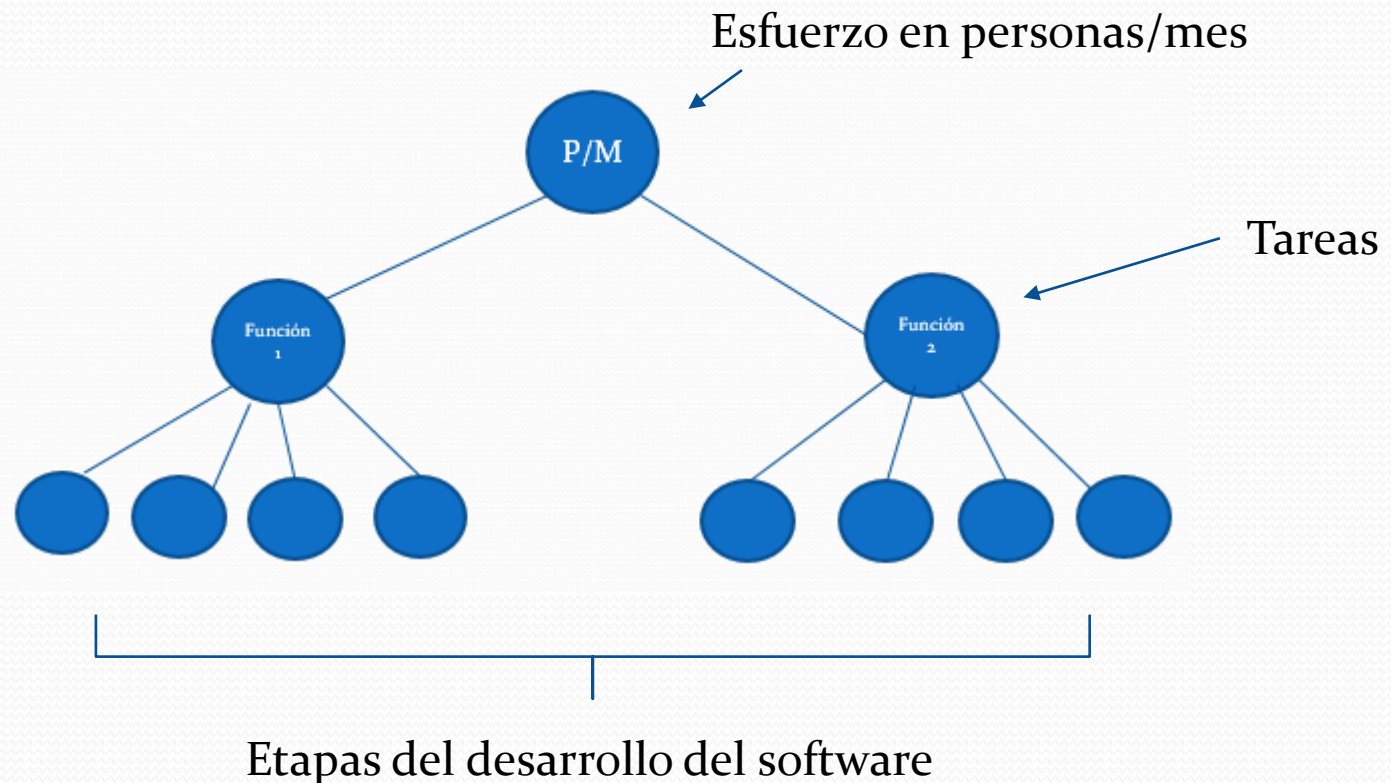 Esfuerzo en personas/mes
P/M
Tareas
Función
1
Función
2
Etapas del desarrollo del software